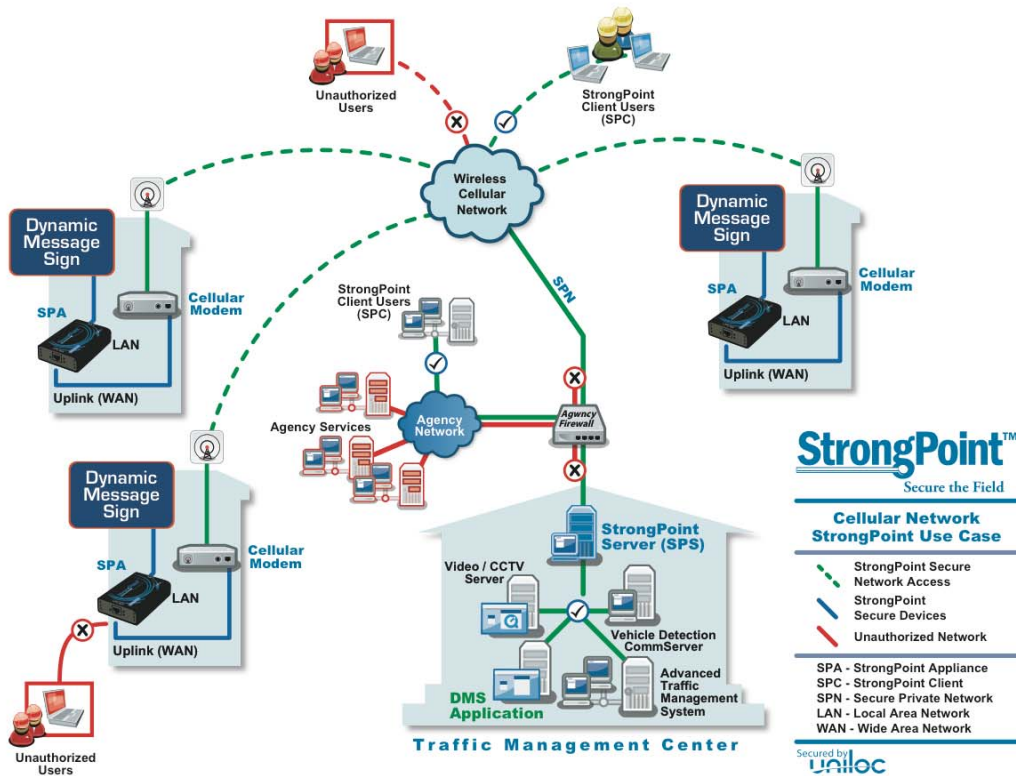 Unauthorized
Users
StrongPoint
Client Users
(SPC)
Wireless
Cellular
Network
Dynamic
Message
Sign
SPA
Cellular
Modem
LAN
Uplink (WAN)
Dynamic
Message
Sign
SPA
Cellular
Modem
LAN
Uplink (WAN)
StrongPoint
Client Users
(SPC)
SPN
Agency Services
Agency
Network
Agwncy
Firewall
Dynamic
Message
Sign
SPA
Cellular
Modem
LAN
Uplink (WAN)
Unauthorized
Users
StrongPoint
Server (SPS)
Video / CCTV
Server
Vehicle Detection
CommServer
DMS
Application
Advanced
Traffic
Management
System
Traffic Management Center
StrongPoint™
Secure the Field
Cellular Network
StrongPoint Use Case
StrongPoint Secure
Network Access
StrongPoint
Secure Devices
Unauthorized Network
SPA - StrongPoint Appliance
SPC - StrongPoint Client
SPN - Secure Private Network
LAN - Local Area Network
WAN - Wide Area Network
Secured by
uniloc